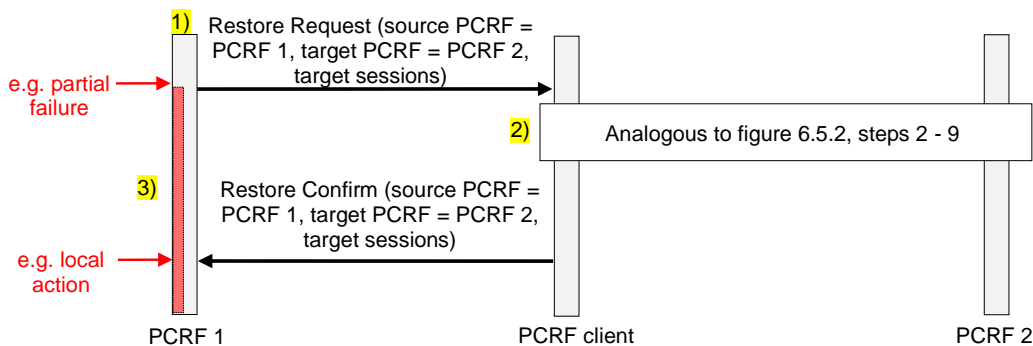 1)
Restore Request (source PCRF =
PCRF 1, target PCRF = PCRF 2,
target sessions)
e.g. partial
failure
2)
Analogous to figure 6.5.2, steps 2 - 9
3)
Restore Confirm (source PCRF =
PCRF 1, target PCRF = PCRF 2,
target sessions)
e.g. local
action
PCRF 1
PCRF client
PCRF 2